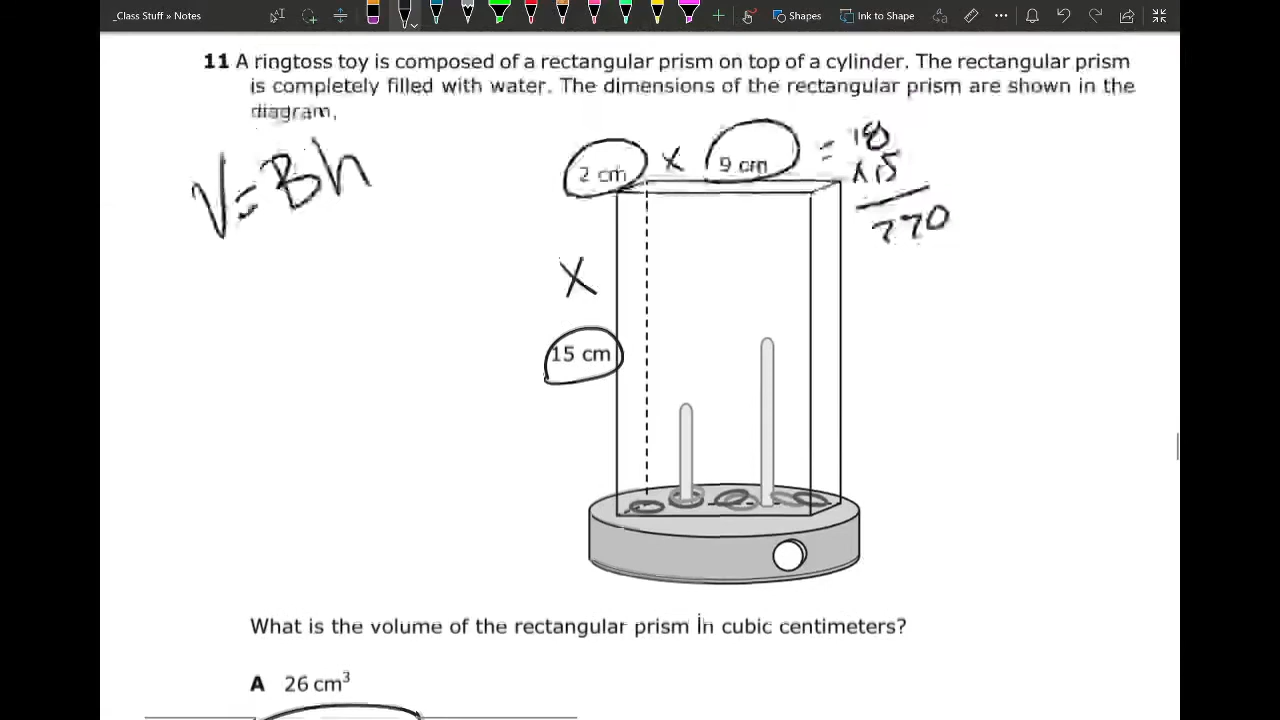 _Class Stuff » Notes
Shapes
Ink to Shape
11 A ringtoss toy is composed of a rectangular prism on top of a cylinder. The rectangular prism
is completely filled with water. The dimensions of the rectangular prism are shown in the
diagram.
V=Bh
2 cm x 9 cm = 18
x15
270
x
15 cm
What is the volume of the rectangular prism in cubic centimeters?
A 26 cm³